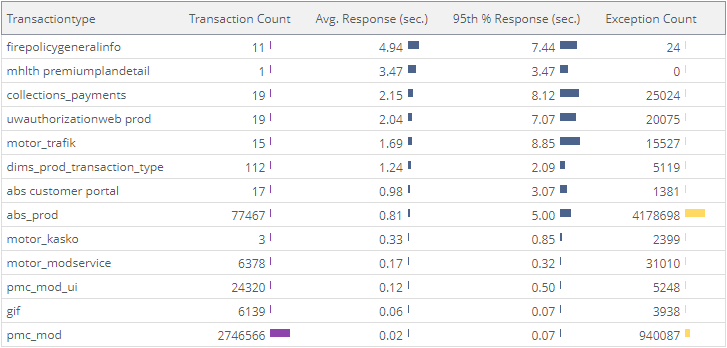 Transactiontype Transaction Count Avg. Response (sec.) 95th % Response (sec.) Exception Count
firepolicygeneralinfo 11 4.94 7.44 24
mhlth premiumplandetail 1 3.47 3.47 0
collections_payments 19 2.15 8.12 25024
uwauthorizationweb prod 19 2.04 7.07 20075
motor_trafik 15 1.69 8.85 15527
dims_prod_transaction_type 112 1.24 2.09 5119
abs customer portal 17 0.98 3.07 1381
abs_prod 77467 0.81 5.00 4178698
motor_kasko 3 0.33 0.85 2399
motor_modservice 6378 0.17 0.32 31010
pmc_mod_ui 24320 0.12 0.50 5248
gif 6139 0.06 0.07 3938
pmc_mod 2746566 0.02 0.07 940087